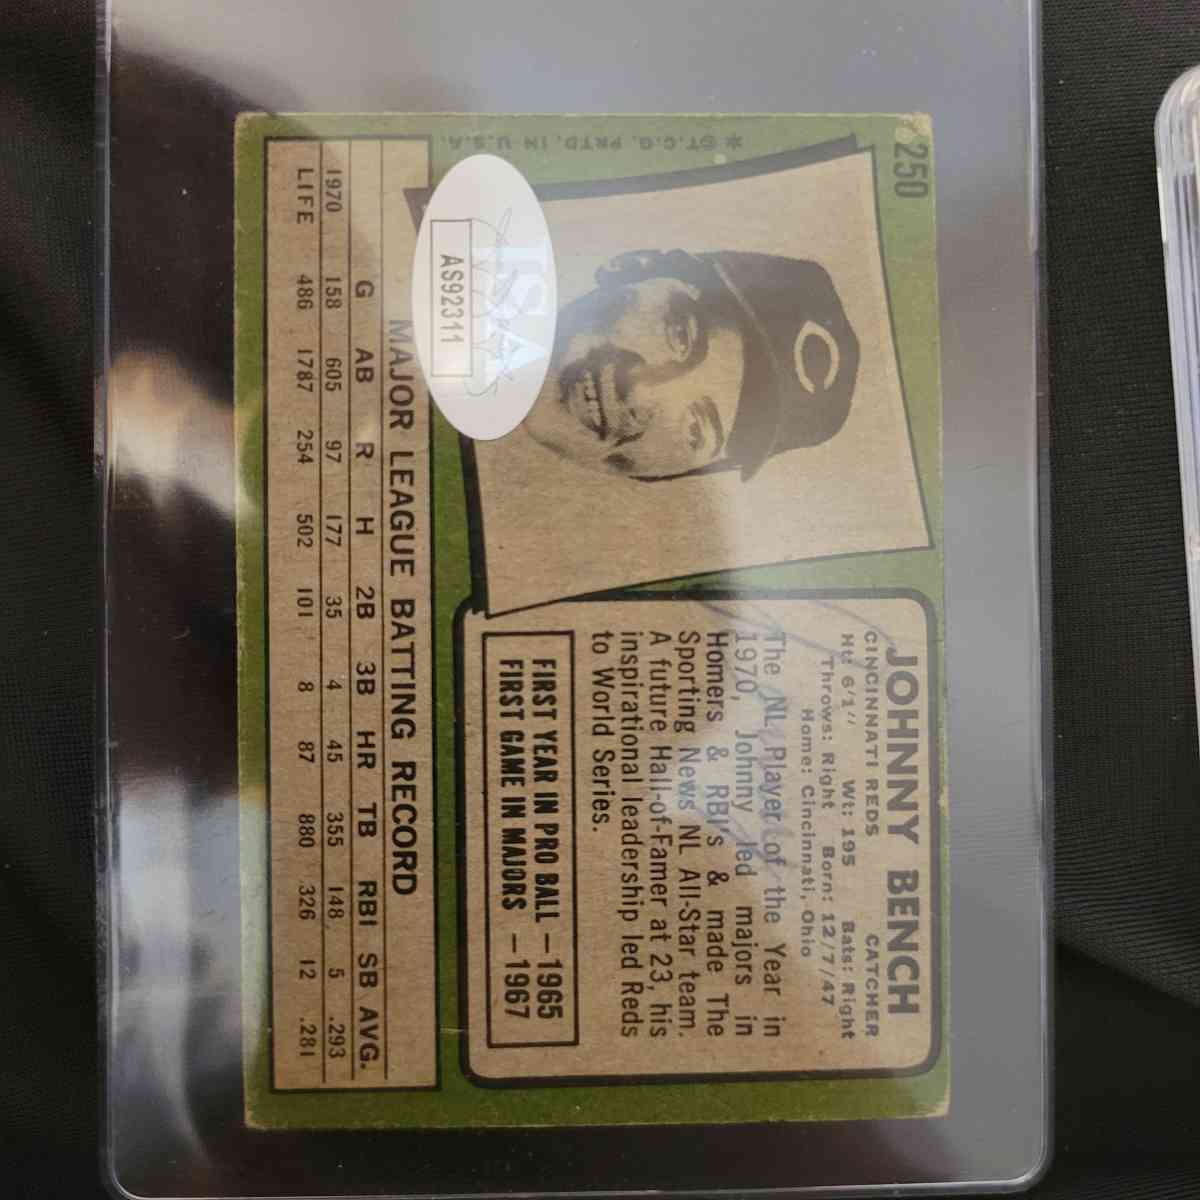 250
JOHNNY BENCH
CINCINNATI REDS CATCHER
Ht: 6'1" Wt: 195 Bats: Right
Throws: Right Born: 12/7/47
Home: Cincinnati, Ohio
The NL Player of the Year in
1970, Johnny led majors in
Homers & RBI's & made The
Sporting News NL All-Star team.
A future Hall-of-Famer at 23, his
inspirational leadership led Reds
to World Series.
FIRST YEAR IN PRO BALL — 1965
FIRST GAME IN MAJORS — 1967
C
JSA
AS92311
*©T.C.G. PRTD. IN U.S.A.
MAJOR LEAGUE BATTING RECORD
G AB R H 2B 3B HR TB RBI SB AVG.
1970 158 605 97 177 35 4 45 355 148 5 .293
LIFE 486 1787 254 502 101 8 87 880 326 12 .281